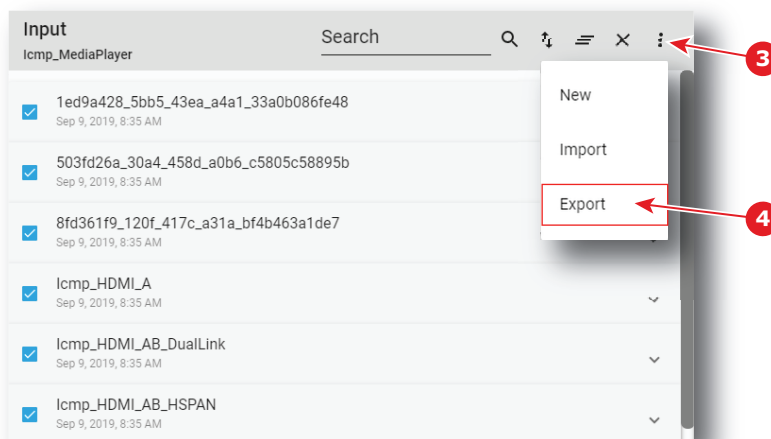 Input
Icmp_MediaPlayer
Search
3
1ed9a428_5bb5_43ea_a4a1_33a0b086fe48
Sep 9, 2019, 8:35 AM
503fd26a_30a4_458d_a0b6_c5805c58895b
Sep 9, 2019, 8:35 AM
8fd361f9_120f_417c_a31a_bf4b463a1de7
Sep 9, 2019, 8:35 AM
Icmp_HDMI_A
Sep 9, 2019, 8:35 AM
Icmp_HDMI_AB_DualLink
Sep 9, 2019, 8:35 AM
Icmp_HDMI_AB_HSPAN
Sep 9, 2019, 8:35 AM
New
Import
Export
4